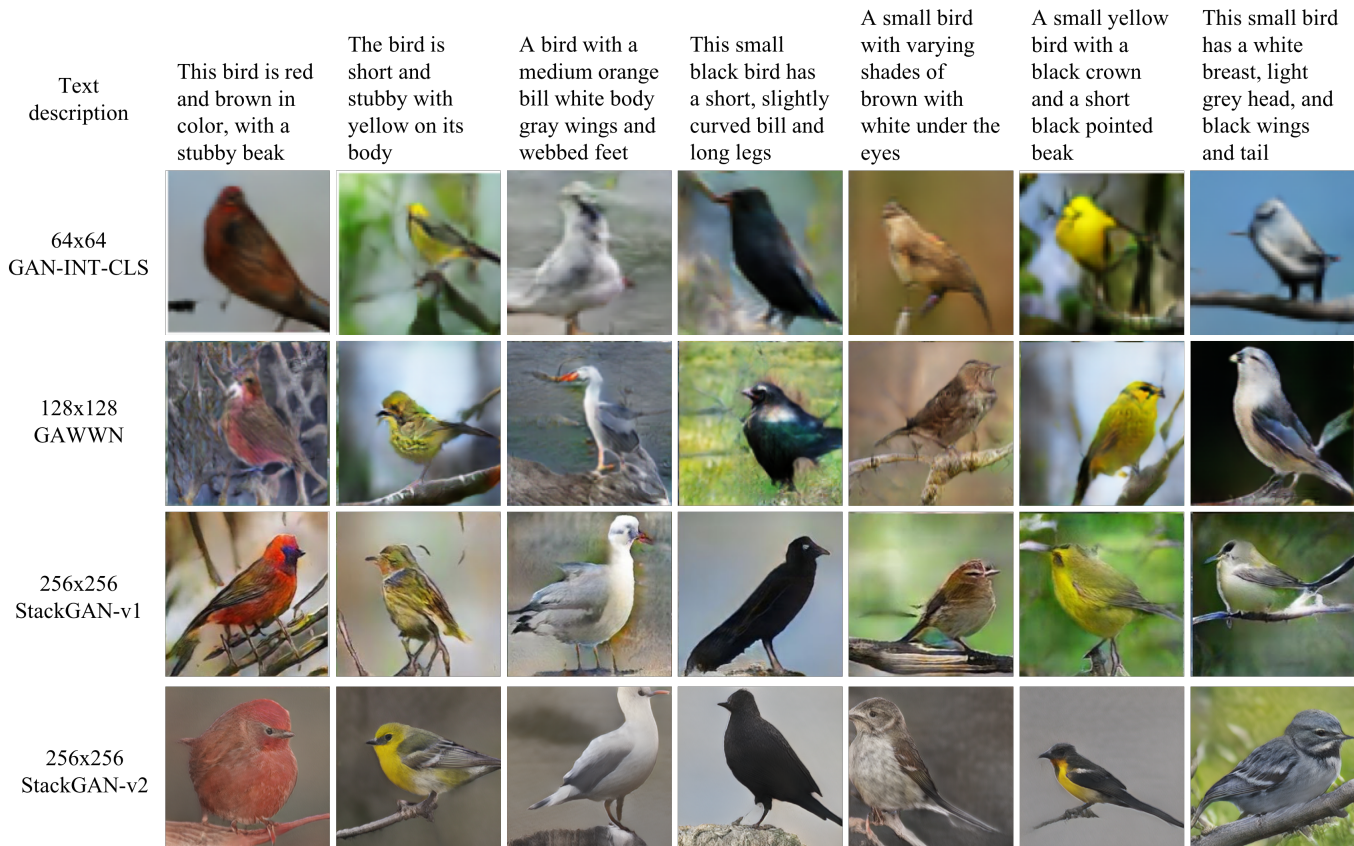 Text
description
This bird is red
and brown in
color, with a
stubby beak
The bird is
short and
stubby with
yellow on its
body
A bird with a
medium orange
bill white body
gray wings and
webbed feet
This small
black bird has
a short, slightly
curved bill and
long legs
A small bird
with varying
shades of
brown with
white under the
eyes
A small yellow
bird with a
black crown
and a short
black pointed
beak
This small bird
has a white
breast, light
grey head, and
black wings
and tail
64x64
GAN-INT-CLS
128x128
GAWWN
256x256
StackGAN-v1
256x256
StackGAN-v2